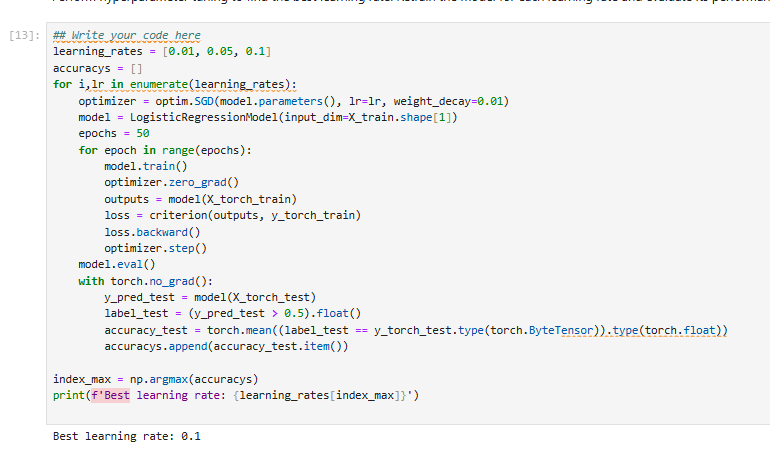 [13]:
## Write your code here
learning_rates = [0.01, 0.05, 0.1]
accuracys = []
for i,lr in enumerate(learning_rates):
    optimizer = optim.SGD(model.parameters(), lr=lr, weight_decay=0.01)
    model = LogisticRegressionModel(input_dim=X_train.shape[1])
    epochs = 50
    for epoch in range(epochs):
        model.train()
        optimizer.zero_grad()
        outputs = model(X_torch_train)
        loss = criterion(outputs, y_torch_train)
        loss.backward()
        optimizer.step()
    model.eval()
    with torch.no_grad():
        y_pred_test = model(X_torch_test)
        label_test = (y_pred_test > 0.5).float()
        accuracy_test = torch.mean((label_test == y_torch_test.type(torch.ByteTensor)).type(torch.float))
        accuracys.append(accuracy_test.item())
index_max = np.argmax(accuracys)
print(f'Best learning rate: {learning_rates[index_max]}')
Best learning rate: 0.1